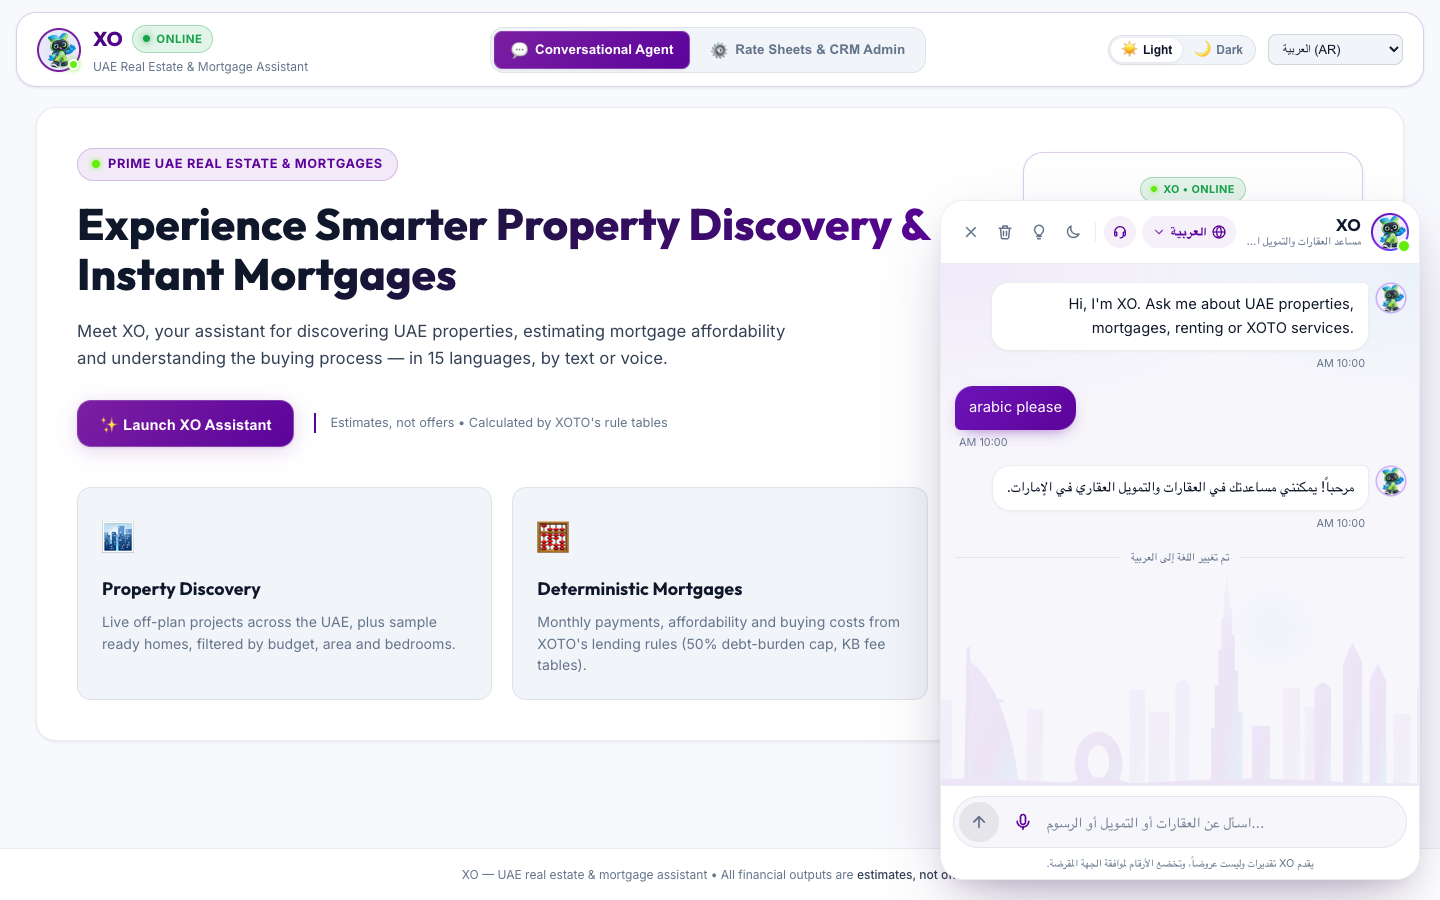 XO
ONLINE
UAE Real Estate & Mortgage Assistant
Conversational Agent
Rate Sheets & CRM Admin
Light
Dark
العربية (AR)
PRIME UAE REAL ESTATE & MORTGAGES
Experience Smarter Property Discovery &
Instant Mortgages
Meet XO, your assistant for discovering UAE properties, estimating mortgage affordability
and understanding the buying process — in 15 languages, by text or voice.
✨ Launch XO Assistant
Estimates, not offers • Calculated by XOTO's rule tables
Property Discovery
Live off-plan projects across the UAE, plus sample
ready homes, filtered by budget, area and bedrooms.
Deterministic Mortgages
Monthly payments, affordability and buying costs from
XOTO's lending rules (50% debt-burden cap, KB fee
tables).
XO • ONLINE
XO
مساعد العقارات والتمويل ا...
العربية
Hi, I'm XO. Ask me about UAE properties,
mortgages, renting or XOTO services.
AM 10:00
arabic please
AM 10:00
مرحباً! يمكنني مساعدتك في العقارات والتمويل العقاري في الإمارات.
AM 10:00
تم تغيير اللغة إلى العربية
اسأل عن العقارات أو التمويل أو الرسوم...
يقدم XO تقديرات وليست عروضاً، وتخضع الأرقام لموافقة الجهة المقرضة.
XO — UAE real estate & mortgage assistant • All financial outputs are estimates, not